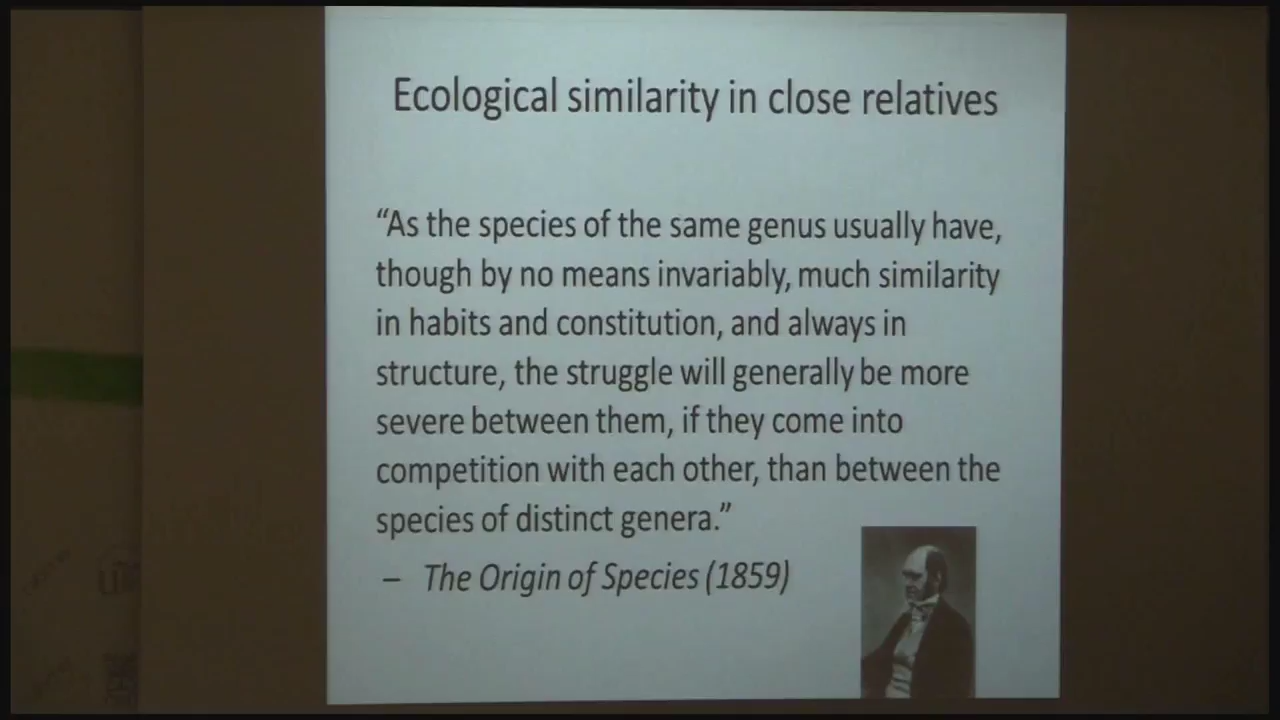 Ecological similarity in close relatives
“As the species of the same genus usually have,
though by no means invariably, much similarity
in habits and constitution, and always in
structure, the struggle will generally be more
severe between them, if they come into
competition with each other, than between the
species of distinct genera.”
– The Origin of Species (1859)